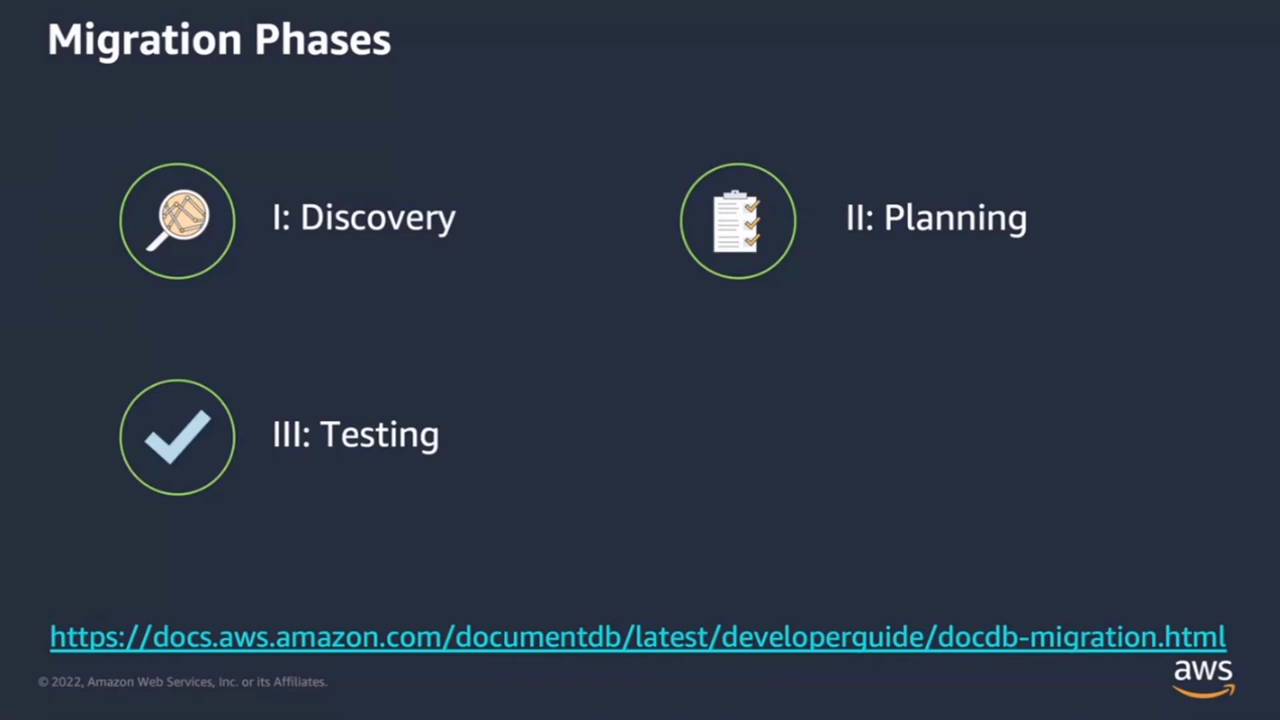 Migration Phases
I: Discovery
II: Planning
III: Testing
https://docs.aws.amazon.com/documentdb/latest/developerguide/docdb-migration.html
© 2022, Amazon Web Services, Inc. or its Affiliates.
aws